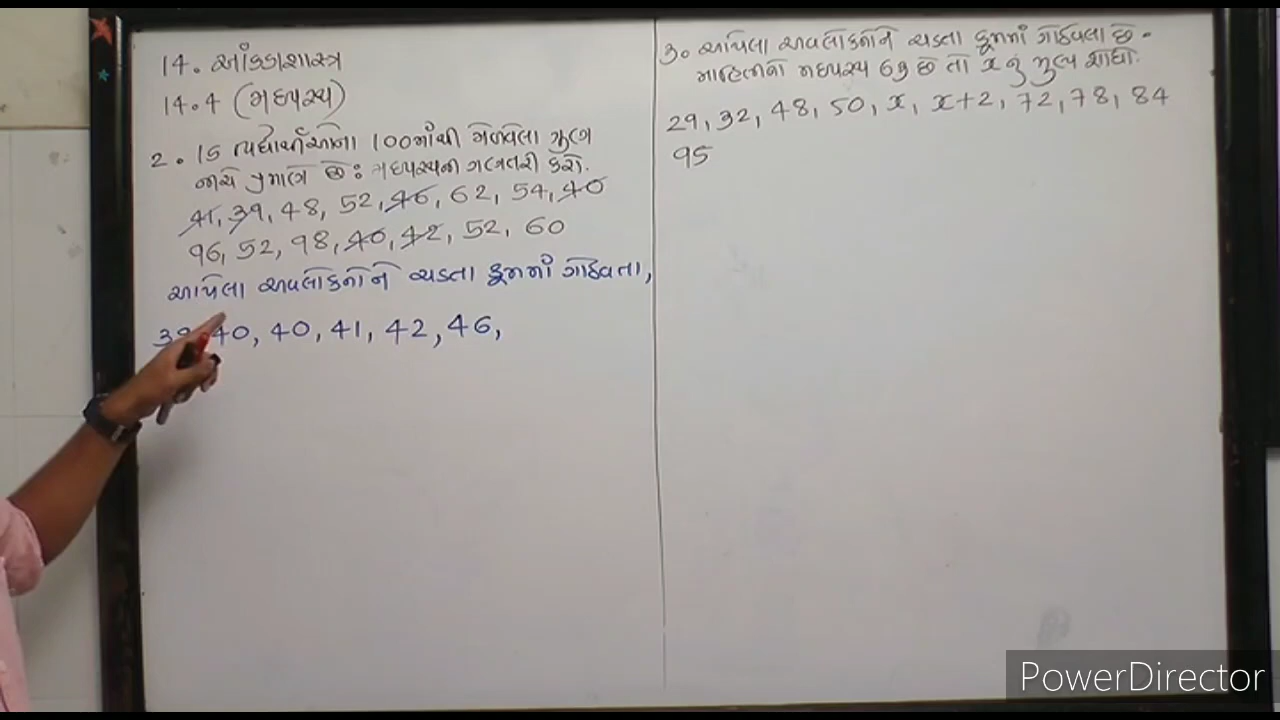 14. આંકડાશાસ્ત્ર
14.4 (મધ્યસ્થ)
2. 15 વિદ્યાર્થીઓના 100માંથી મેળવેલા ગુણ
નીચે પ્રમાણે છે: મધ્યસ્થની ગણતરી કરો.
41, 39, 48, 52, 46, 62, 54, 40
96, 52, 98, 40, 42, 52, 60
આપેલા અવલોકનોને ચડતા ક્રમમાં ગોઠવતા,
39, 40, 40, 41, 42, 46,
3. આપેલા અવલોકનોને ચડતા ક્રમમાં ગોઠવેલા છે.
માહિતીનો મધ્યસ્થ 63 છે તો x નું મુલ્ય શોધો.
29, 32, 48, 50, x, x+2, 72, 78, 84
95
PowerDirector